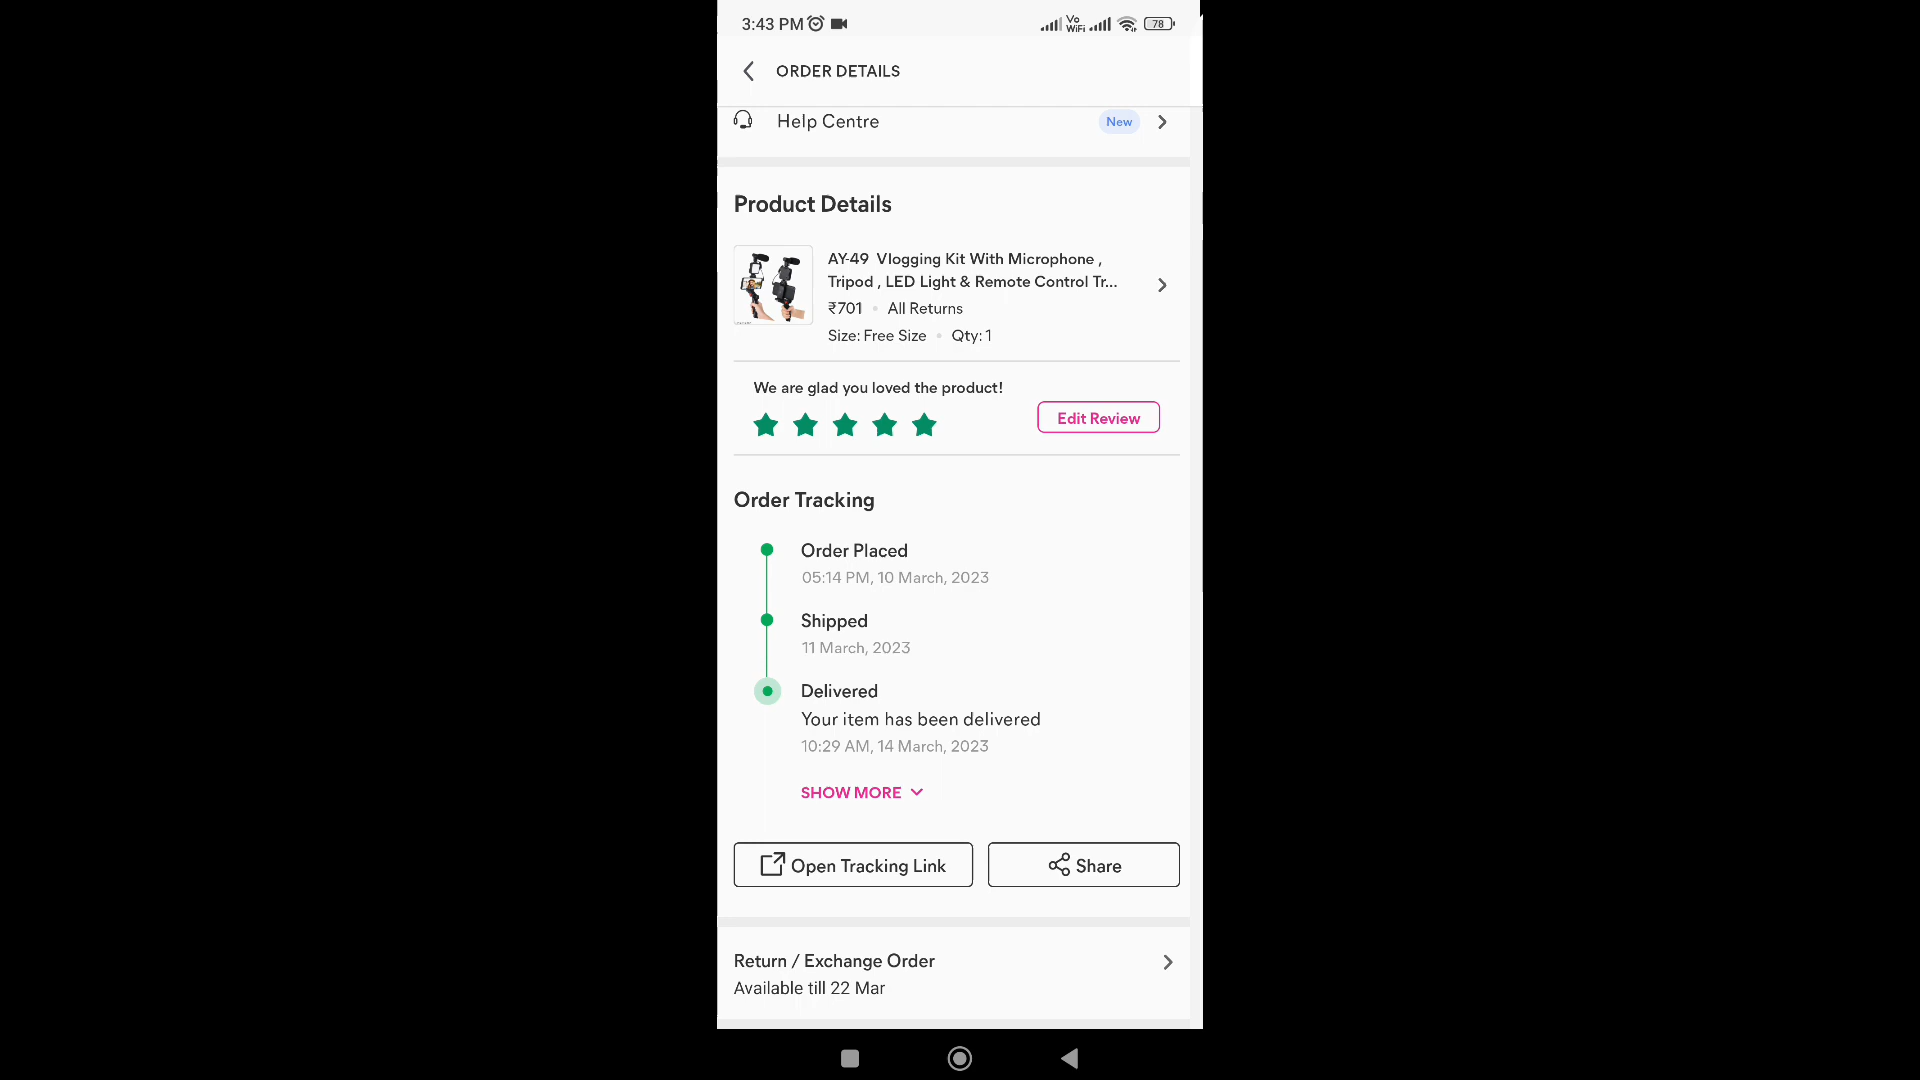 3:43 PM
Vo
WiFi
78
ORDER DETAILS
Help Centre
New
Product Details
AY-49 Vlogging Kit With Microphone ,
Tripod , LED Light & Remote Control Tr...
₹701 • All Returns
Size: Free Size • Qty: 1
We are glad you loved the product!
Edit Review
Order Tracking
Order Placed
05:14 PM, 10 March, 2023
Shipped
11 March, 2023
Delivered
Your item has been delivered
10:29 AM, 14 March, 2023
SHOW MORE
Open Tracking Link
Share
Return / Exchange Order
Available till 22 Mar